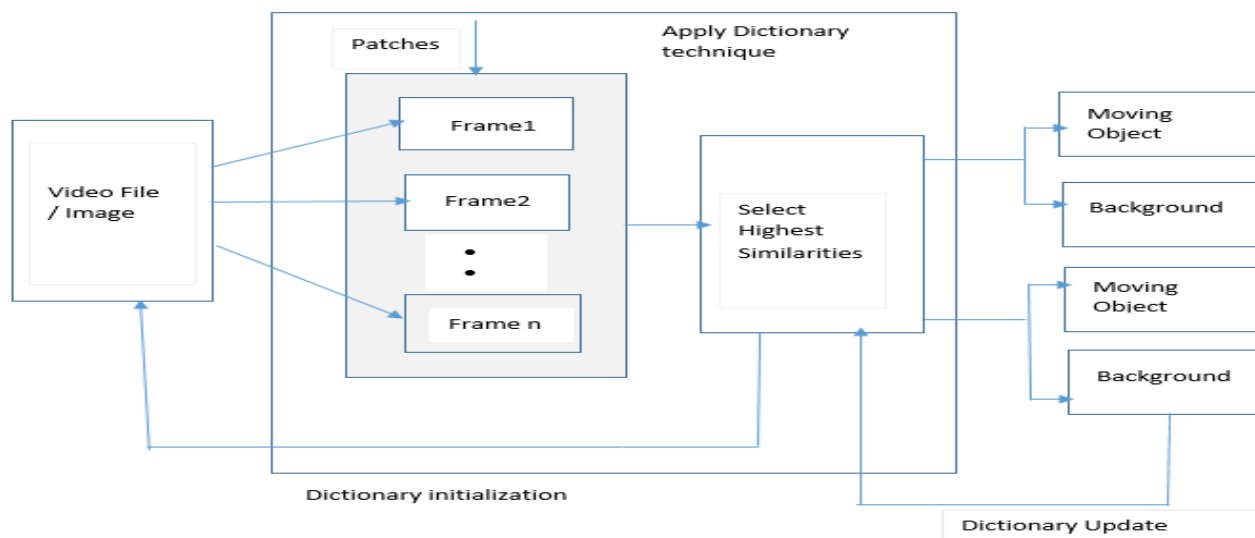 Patches
Apply Dictionary
technique
Video File
/ Image
Frame1
Frame2
Frame n
Select
Highest
Similarities
Moving
Object
Background
Moving
Object
Background
Dictionary initialization
Dictionary Update